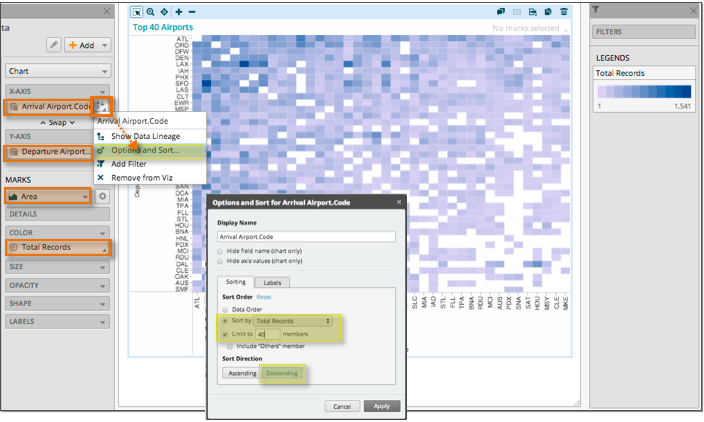 ta
Add
Chart
X-AXIS
Arrival Airport.Code
Swap
Y-AXIS
Departure Airport...
MARKS
Area
DETAILS
COLOR
Total Records
SIZE
OPACITY
SHAPE
LABELS
Top 40 Airports
No marks selected
ATL
ORD
DFW
DEN
LAX
IAH
PHX
SFO
LAS
CLT
EWR
MSP
Arrival Airport.Code
Show Data Lineage
Options and Sort...
Add Filter
Remove from Viz
SAN
DCA
MIA
TPA
FLL
STL
HOU
BNA
HNL
PDX
MCI
RDU
DAL
CLE
OAK
AUS
SMF
ATL
SLC
MIA
IAD
STL
FLL
TPA
BNA
RDU
MCI
AUS
PDX
SNA
SAT
HOU
MSY
CLE
MKE
Options and Sort for Arrival Airport.Code
Display Name
Arrival Airport.Code
Hide field name (chart only)
Hide axis values (chart only)
Sorting
Labels
Sort Order Reset
Data Order
Sort by Total Records
Limit to 40 members
Include "Others" member
Sort Direction
Ascending
Descending
Cancel
Apply
FILTERS
LEGENDS
Total Records
1
1,541